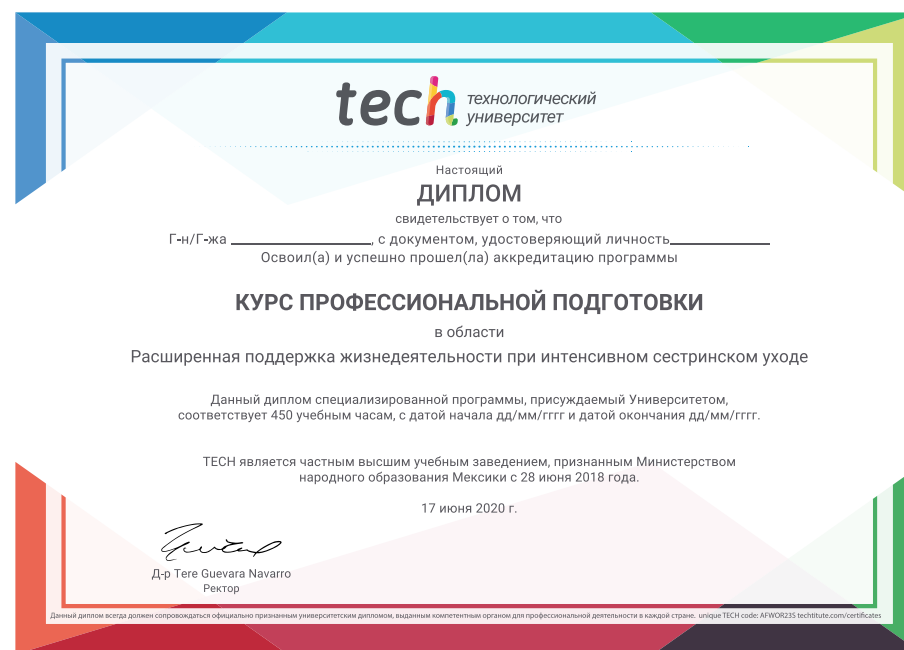 tech технологический
университет
Настоящий
ДИПЛОМ
свидетельствует о том, что
Г-н/Г-жа ____________________, с документом, удостоверяющий личность______________
Освоил(а) и успешно прошел(ла) аккредитацию программы
КУРС ПРОФЕССИОНАЛЬНОЙ ПОДГОТОВКИ
в области
Расширенная поддержка жизнедеятельности при интенсивном сестринском уходе
Данный диплом специализированной программы, присуждаемый Университетом,
соответствует 450 учебным часам, с датой начала дд/мм/гггг и датой окончания дд/мм/гггг.
TECH является частным высшим учебным заведением, признанным Министерством
народного образования Мексики с 28 июня 2018 года.
17 июня 2020 г.
Д-р Tere Guevara Navarro
Ректор
Данный диплом всегда должен сопровождаться официально признанным университетским дипломом, выданным компетентным органом для профессиональной деятельности в каждой стране. unique TECH code: AFWOR23S techtitute.com/certificates